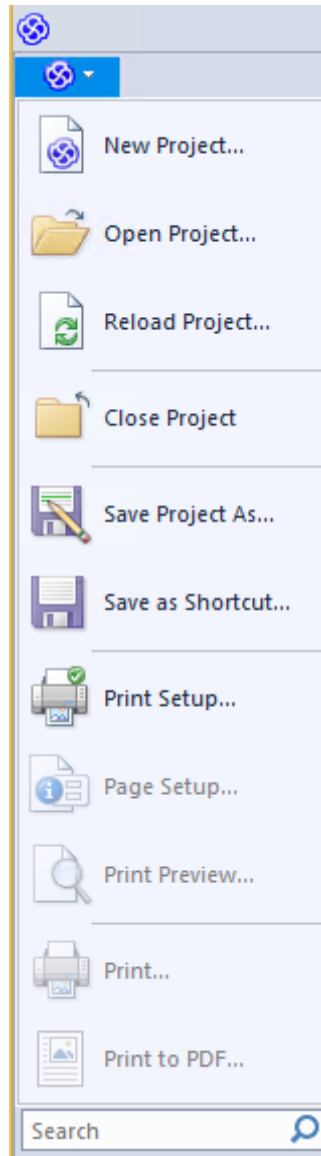 New Project...
Open Project...
Reload Project...
Close Project
Save Project As...
Save as Shortcut...
Print Setup...
Page Setup...
Print Preview...
Print...
Print to PDF...
Search